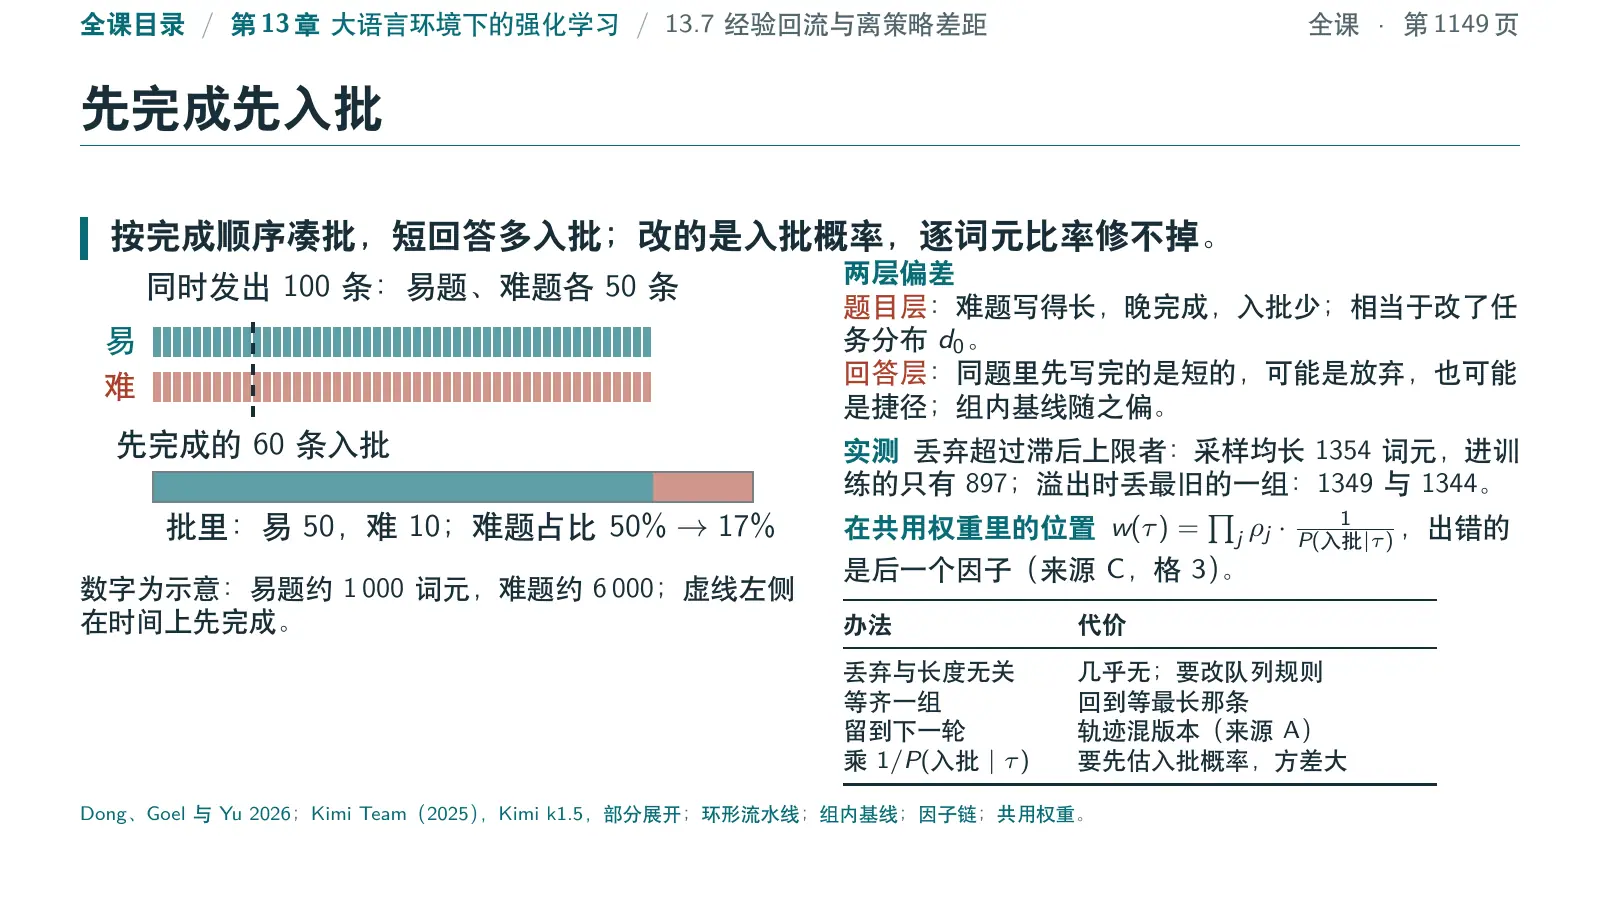 全课目录 / 第 13 章 大语言环境下的强化学习 / 13.7 经验回流与离策略差距
全课 · 第 1149 页
先完成先入批
按完成顺序凑批，短回答多入批；改的是入批概率，逐词元比率修不掉。
同时发出 100 条：易题、难题各 50 条
易
难
先完成的 60 条入批
批里：易 50，难 10；难题占比 50% → 17%
数字为示意：易题约 1 000 词元，难题约 6 000；虚线左侧
在时间上先完成。
两层偏差
题目层：难题写得长，晚完成，入批少；相当于改了任
务分布 d₀。
回答层：同题里先写完的是短的，可能是放弃，也可能
是捷径；组内基线随之偏。
实测 丢弃超过滞后上限者：采样均长 1354 词元，进训
练的只有 897；溢出时丢最旧的一组：1349 与 1344。
在共用权重里的位置 w(τ) = ∏ⱼ ρⱼ · 1/P(入批|τ)，出错的
是后一个因子（来源 C，格 3）。
办法 代价
丢弃与长度无关 几乎无；要改队列规则
等齐一组 回到等最长那条
留到下一轮 轨迹混版本（来源 A）
乘 1/P(入批 | τ) 要先估入批概率，方差大
Dong、Goel 与 Yu 2026；Kimi Team（2025），Kimi k1.5，部分展开；环形流水线；组内基线；因子链；共用权重。